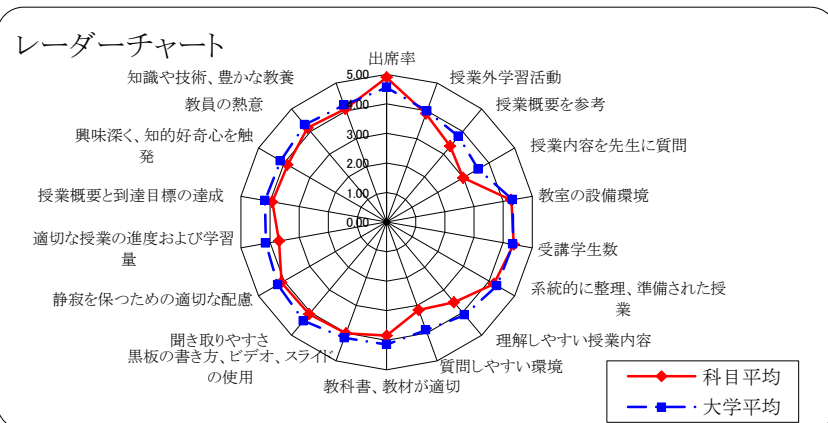 レーダーチャート
出席率
授業外学習活動
授業概要を参考
授業内容を先生に質問
教室の設備環境
受講学生数
系統的に整理、準備された授
業
理解しやすい授業内容
質問しやすい環境
教科書、教材が適切
黒板の書き方、ビデオ、スライド
の使用
聞き取りやすさ
静寂を保つための適切な配慮
適切な授業の進度および学習
量
授業概要と到達目標の達成
興味深く、知的好奇心を触
発
教員の熱意
知識や技術、豊かな教養
5.00
4.00
3.00
2.00
1.00
0.00
科目平均
大学平均